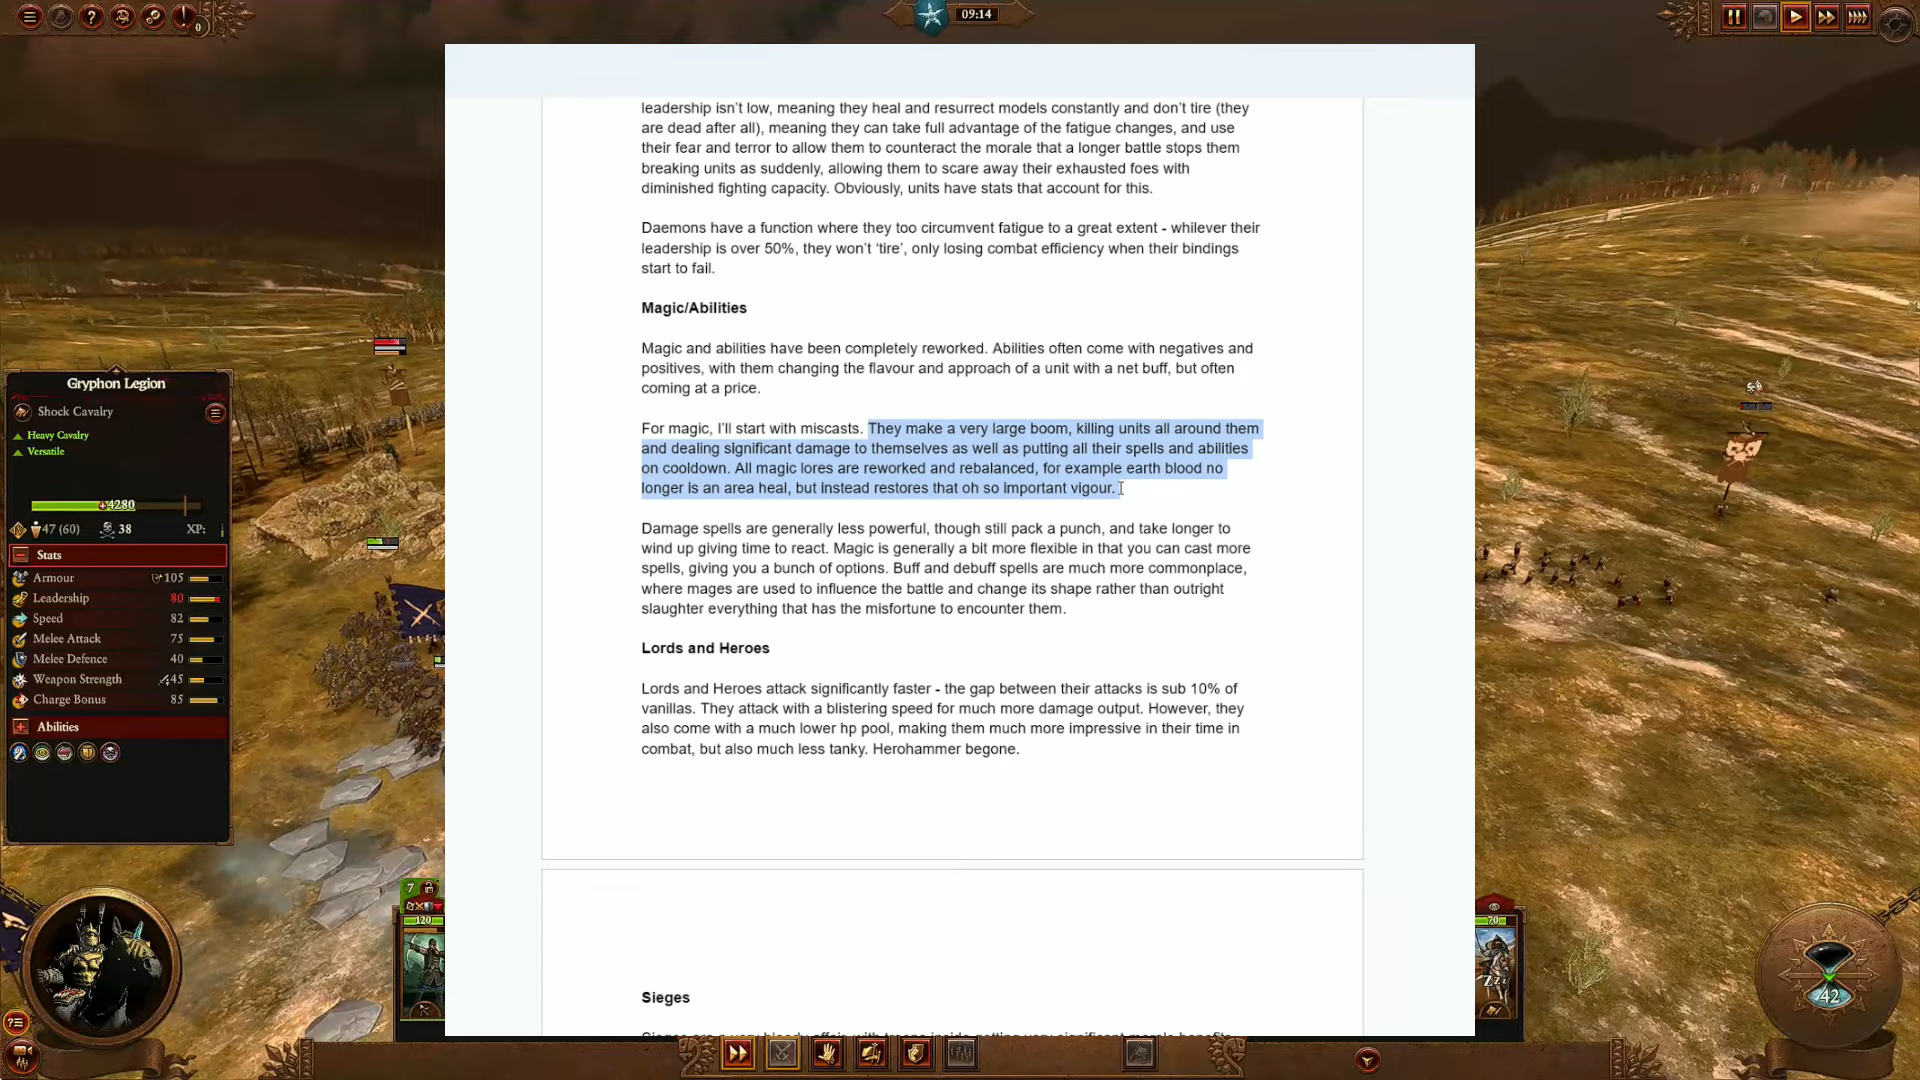 0
09:14
leadership isn't low, meaning they heal and resurrect models constantly and don't tire (they
are dead after all), meaning they can take full advantage of the fatigue changes, and use
their fear and terror to allow them to counteract the morale that a longer battle stops them
breaking units as suddenly, allowing them to scare away their exhausted foes with
diminished fighting capacity. Obviously, units have stats that account for this.
Daemons have a function where they too circumvent fatigue to a great extent - whilever their
leadership is over 50%, they won't 'tire', only losing combat efficiency when their bindings
start to fail.
Magic/Abilities
Magic and abilities have been completely reworked. Abilities often come with negatives and
positives, with them changing the flavour and approach of a unit with a net buff, but often
coming at a price.
For magic, I'll start with miscasts. They make a very large boom, killing units all around them
and dealing significant damage to themselves as well as putting all their spells and abilities
on cooldown. All magic lores are reworked and rebalanced, for example earth blood no
longer is an area heal, but instead restores that oh so important vigour.
Damage spells are generally less powerful, though still pack a punch, and take longer to
wind up giving time to react. Magic is generally a bit more flexible in that you can cast more
spells, giving you a bunch of options. Buff and debuff spells are much more commonplace,
where mages are used to influence the battle and change its shape rather than outright
slaughter everything that has the misfortune to encounter them.
Lords and Heroes
Lords and Heroes attack significantly faster - the gap between their attacks is sub 10% of
vanillas. They attack with a blistering speed for much more damage output. However, they
also come with a much lower hp pool, making them much more impressive in their time in
combat, but also much less tanky. Herohammer begone.
Sieges
Gryphon Legion
Shock Cavalry
Heavy Cavalry
Versatile
4280
47 (60) 38 XP:
Stats
Armour 105
Leadership 80
Speed 82
Melee Attack 75
Melee Defence 40
Weapon Strength 45
Charge Bonus 85
Abilities
7
120
70
Zzz
42